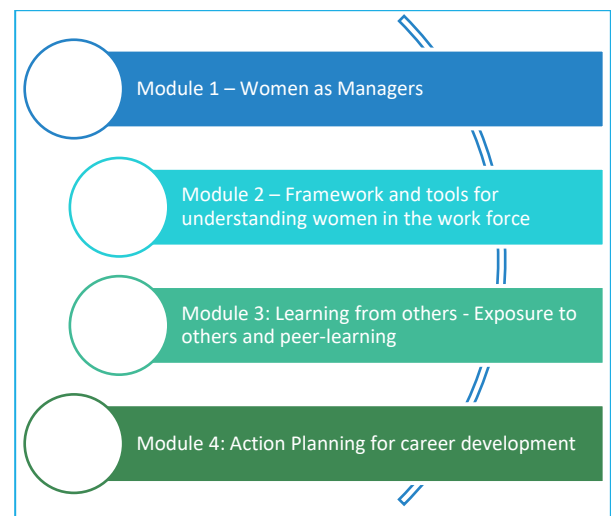 Module 1 – Women as Managers
Module 2 – Framework and tools for
understanding women in the work force
Module 3: Learning from others - Exposure to
others and peer-learning
Module 4: Action Planning for career development